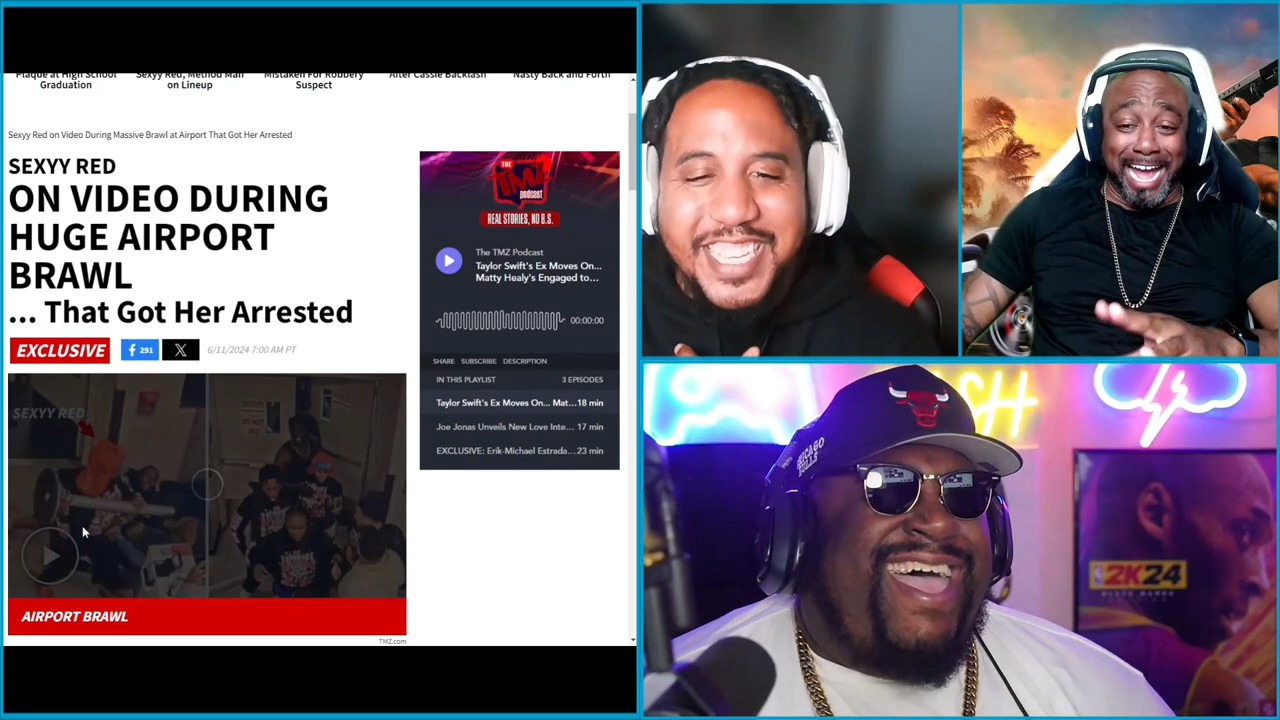 Plaque at High School
Graduation
Sexyy Red, Method Man
on Lineup
Mistaken For Robbery
Suspect
After Cassie Backlash
Nasty Back and Forth
Sexyy Red on Video During Massive Brawl at Airport That Got Her Arrested
SEXYY RED
ON VIDEO DURING
HUGE AIRPORT
BRAWL
... That Got Her Arrested
EXCLUSIVE
f 291
X
6/11/2024 7:00 AM PT
SEXYY RED
AIRPORT BRAWL
TMZ.com
THE
TMZ
podcast
REAL STORIES, NO B.S.
The TMZ Podcast
Taylor Swift's Ex Moves On...
Matty Healy's Engaged to...
00:00:00
SHARE SUBSCRIBE DESCRIPTION
IN THIS PLAYLIST 3 EPISODES
Taylor Swift's Ex Moves On... Mat... 18 min
Joe Jonas Unveils New Love Inte... 17 min
EXCLUSIVE: Erik-Michael Estrada... 23 min
CHICAGO
BULLS
SH
2K24